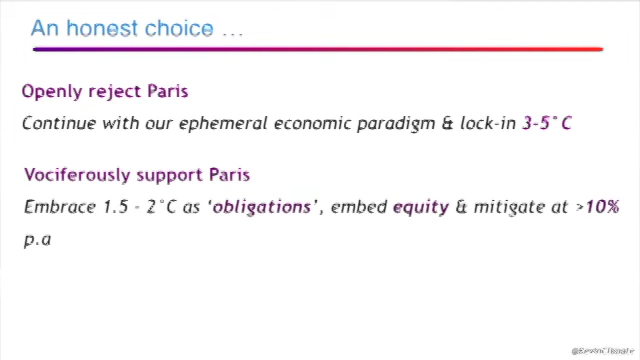 An honest choice ...
Openly reject Paris
Continue with our ephemeral economic paradigm & lock-in 3-5°C
Vociferously support Paris
Embrace 1.5 - 2°C as ‘obligations’, embed equity & mitigate at >10%
p.a
@KevinClimate